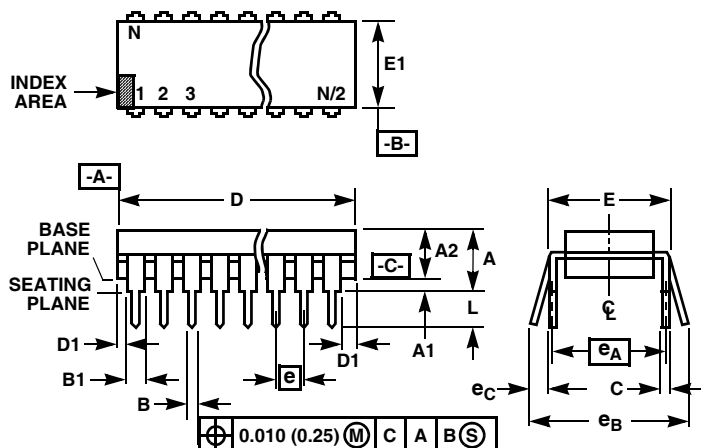 N
E1
INDEX
AREA
1 2 3 N/2
-B-
-A-
D
E
BASE
PLANE
A2
A
-C-
SEATING
PLANE
L
D1
B1
B
e
D1
A1
C
L
eA
eC
C
eB
0.010 (0.25) M C A B S